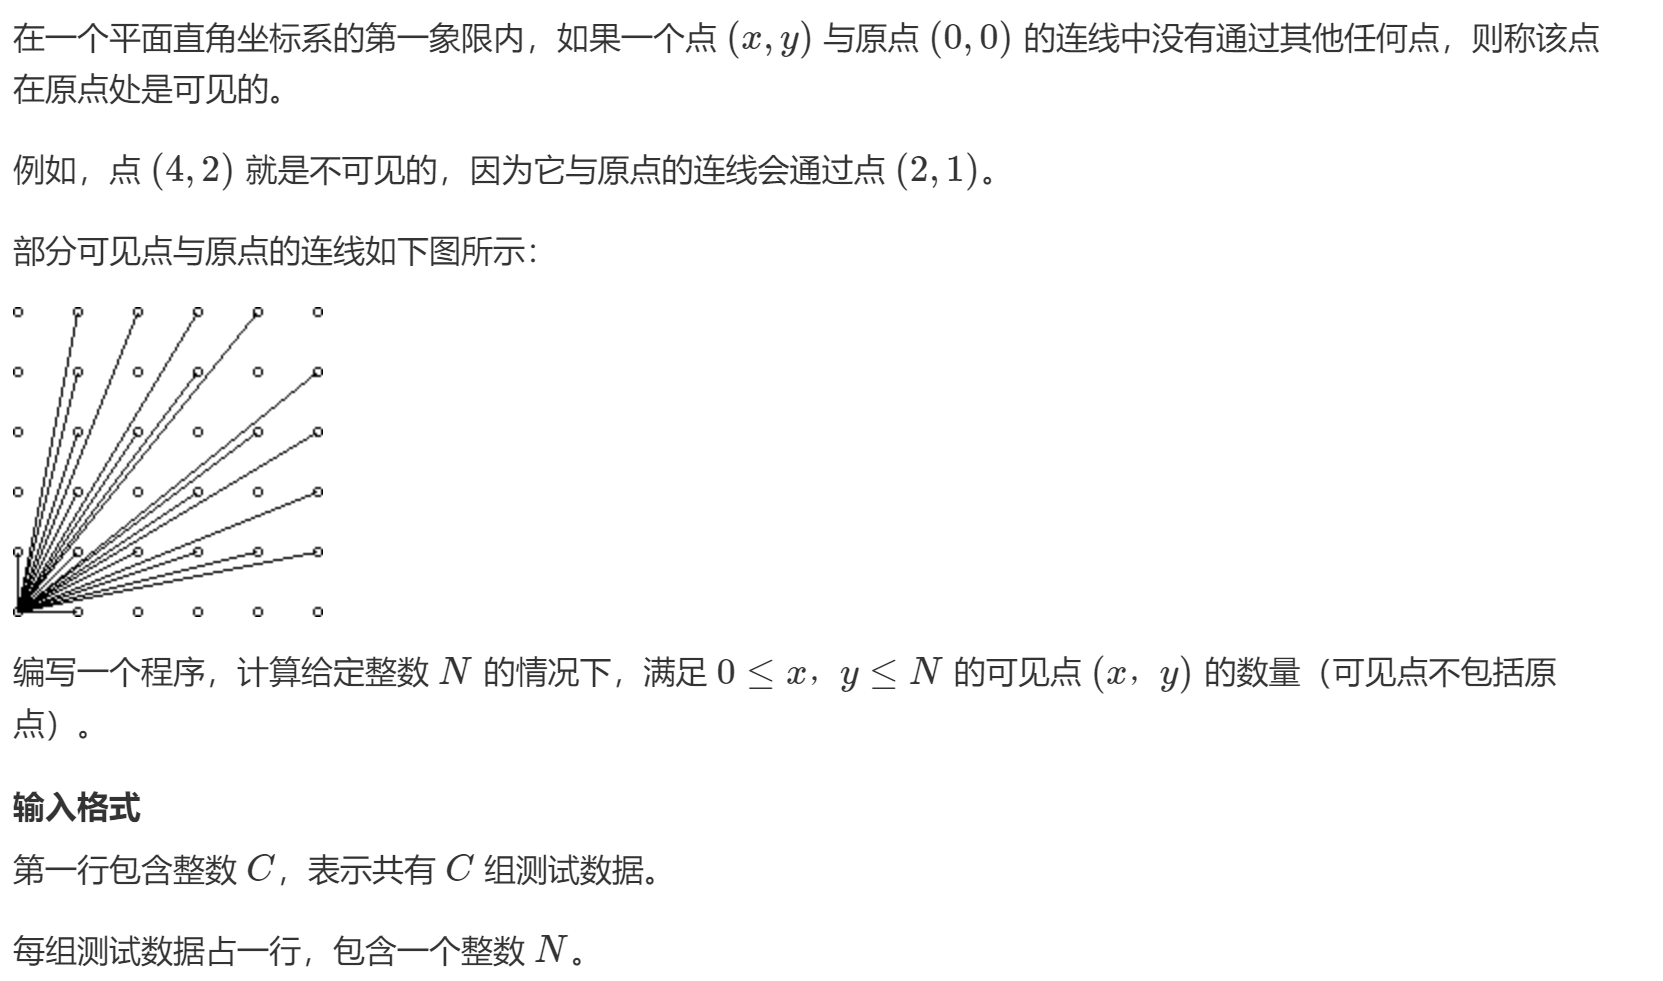 在一个平面直角坐标系的第一象限内，如果一个点 (x, y) 与原点 (0, 0) 的连线中没有通过其他任何点，则称该点
在原点处是可见的。
例如，点 (4, 2) 就是不可见的，因为它与原点的连线会通过点 (2, 1)。
部分可见点与原点的连线如下图所示：
编写一个程序，计算给定整数 N 的情况下，满足 0 ≤ x，y ≤ N 的可见点 (x，y) 的数量（可见点不包括原
点）。
输入格式
第一行包含整数 C，表示共有 C 组测试数据。
每组测试数据占一行，包含一个整数 N。